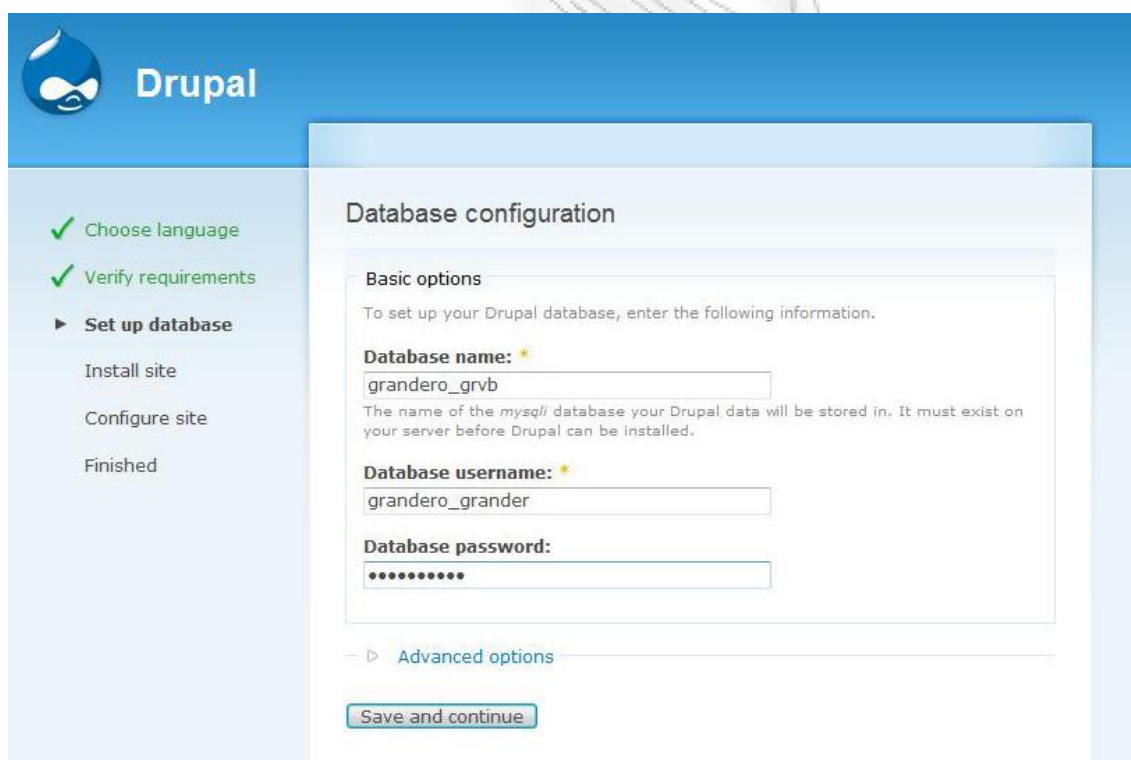 Drupal
Choose language
Verify requirements
Set up database
Install site
Configure site
Finished
Database configuration
Basic options
To set up your Drupal database, enter the following information.
Database name: *
grandero_grvb
The name of the mysqli database your Drupal data will be stored in. It must exist on
your server before Drupal can be installed.
Database username: *
grandero_grander
Database password:
••••••••••
Advanced options
Save and continue